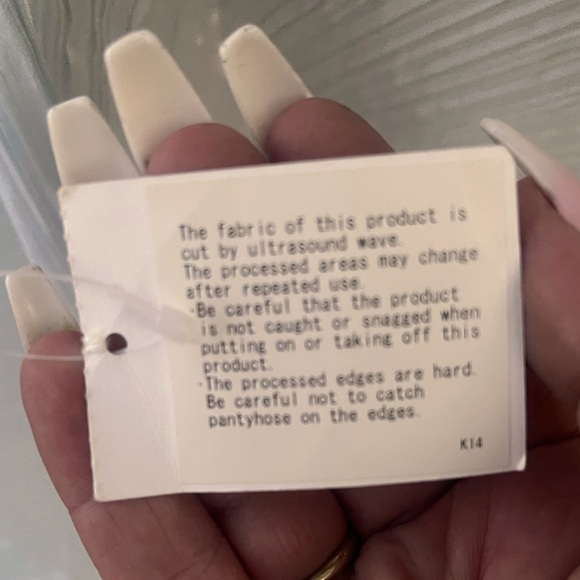 The fabric of this product is
cut by ultrasound wave.
The processed areas may change
after repeated use.
·Be careful that the product
is not caught or snagged when
putting on or taking off this
product.
·The processed edges are hard.
Be careful not to catch
pantyhose on the edges.
K14